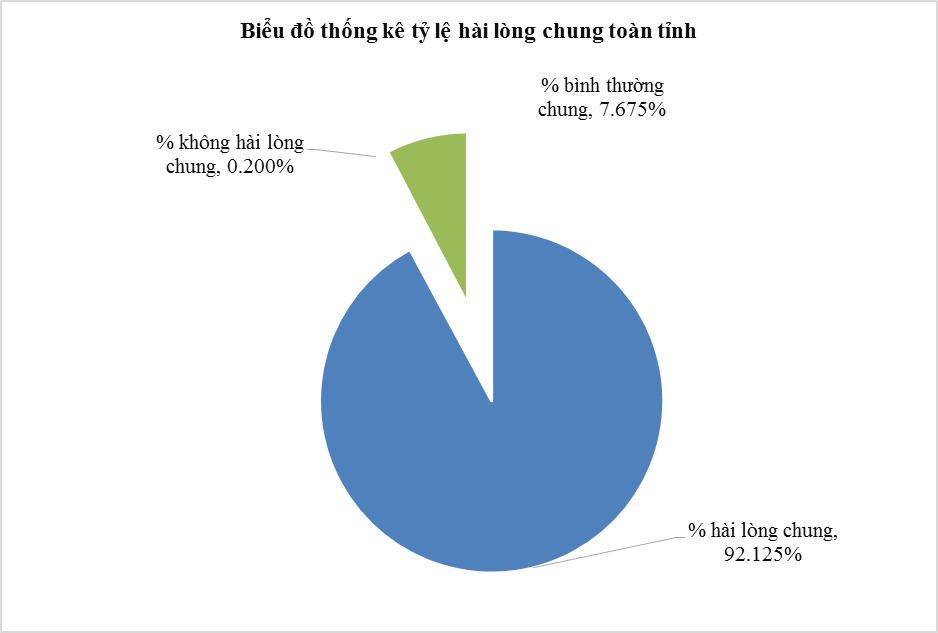 Biểu đồ thống kê tỷ lệ hài lòng chung toàn tỉnh
% bình thường
chung, 7.675%
% không hài lòng
chung, 0.200%
% hài lòng chung,
92.125%